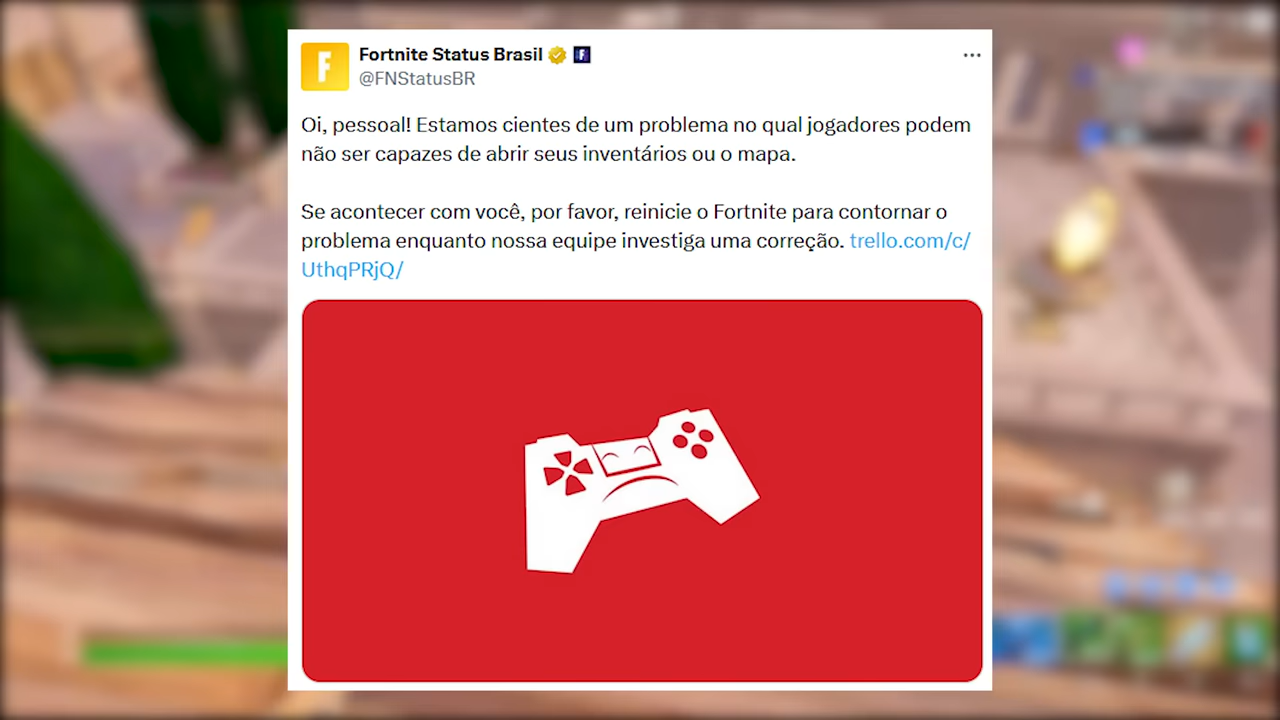 Fortnite Status Brasil
@FNStatusBR
Oi, pessoal! Estamos cientes de um problema no qual jogadores podem
não ser capazes de abrir seus inventários ou o mapa.
Se acontecer com você, por favor, reinicie o Fortnite para contornar o
problema enquanto nossa equipe investiga uma correção. trello.com/c/
UthqPRjQ/